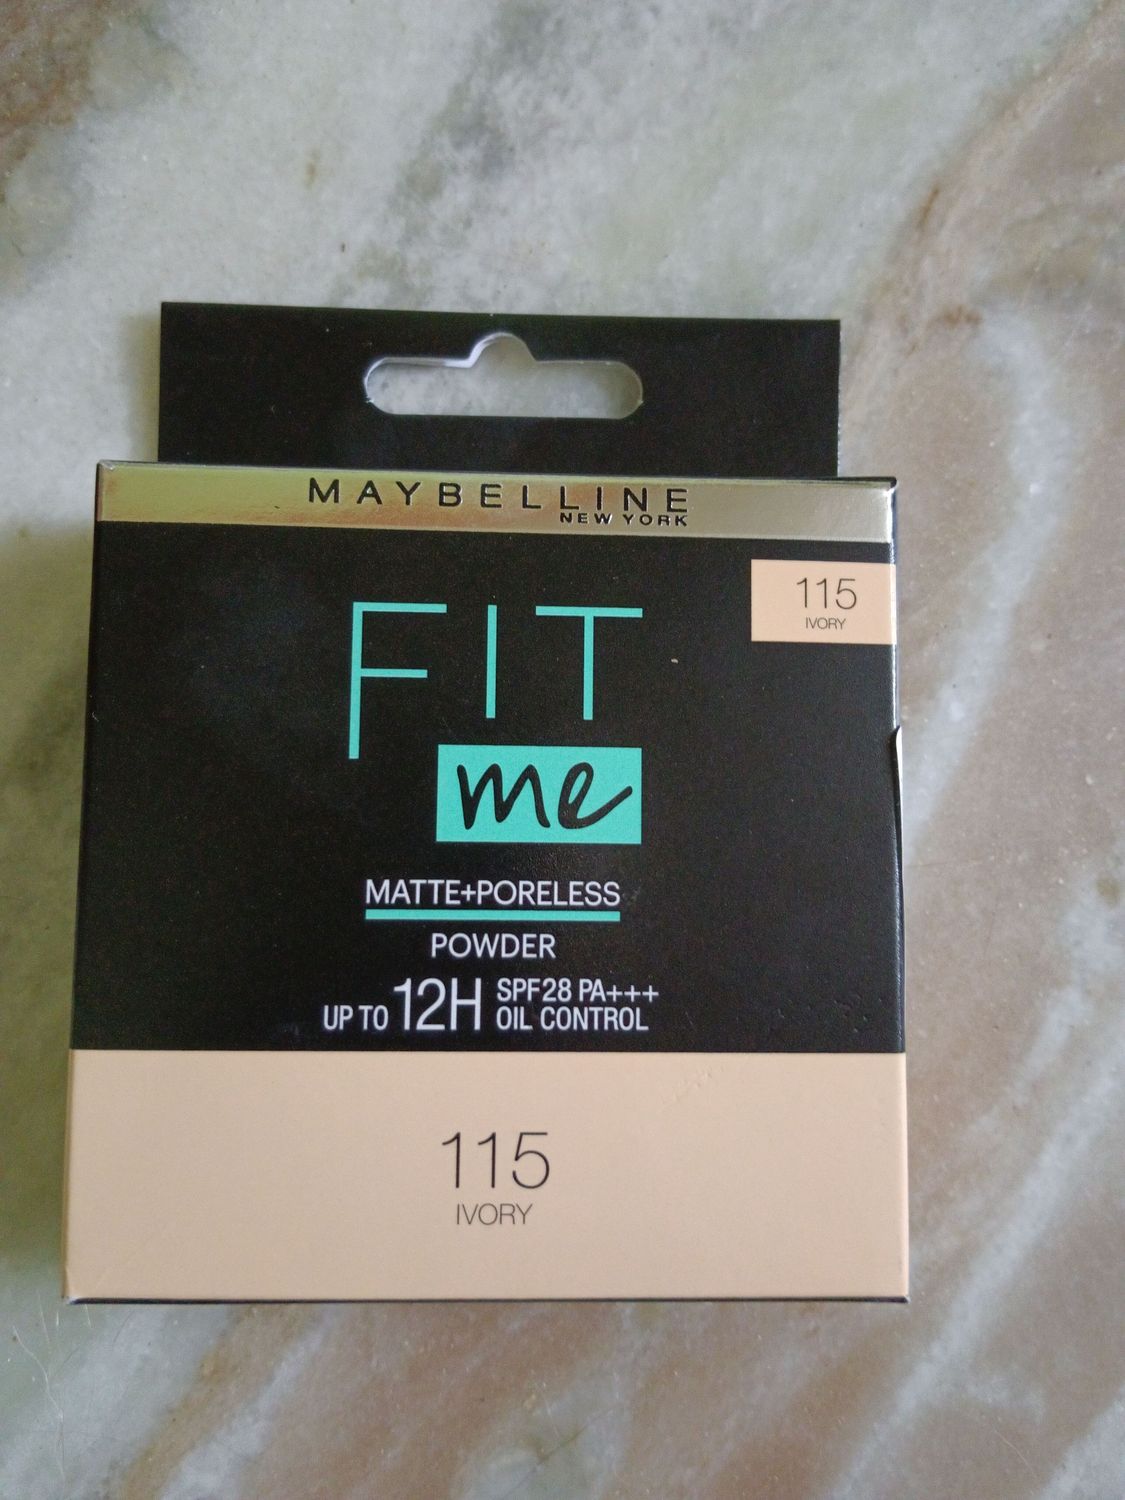 MAYBELLINE
NEW YORK
115
IVORY
FIT
me
MATTE+PORELESS
POWDER
UP TO 12H SPF28 PA+++
OIL CONTROL
115
IVORY